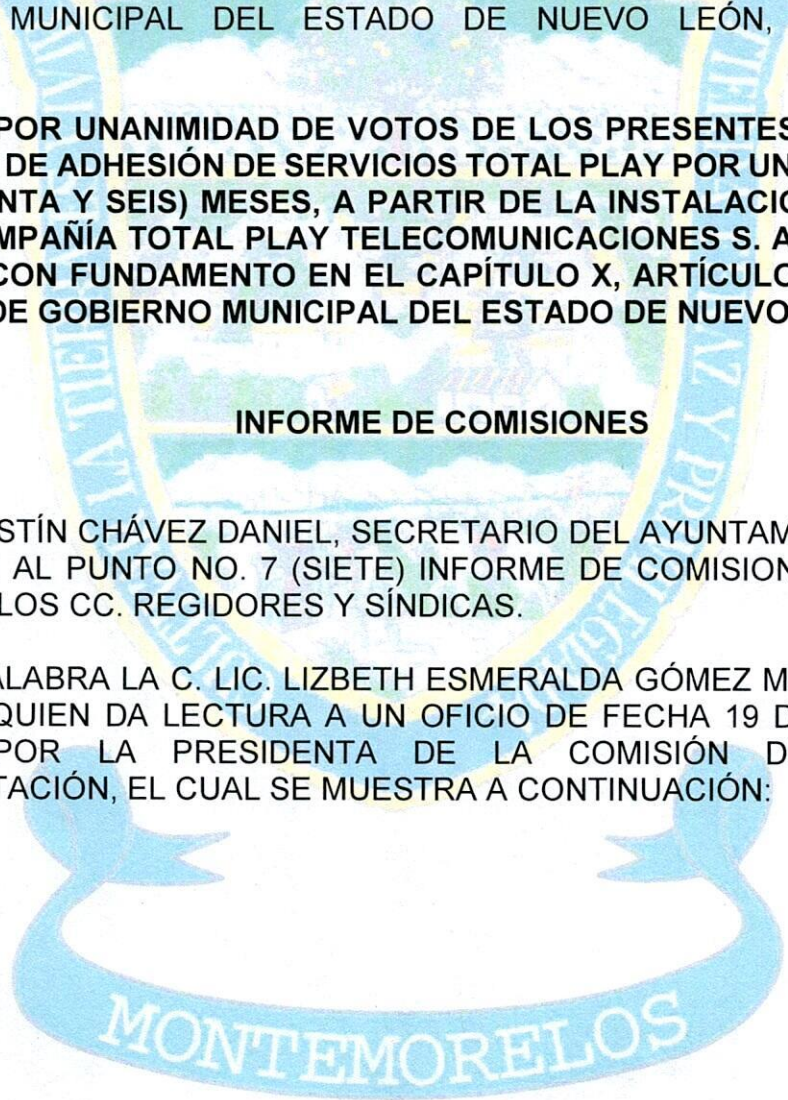 MUNICIPAL DEL ESTADO DE NUEVO LEÓN,
POR UNANIMIDAD DE VOTOS DE LOS PRESENTES
DE ADHESIÓN DE SERVICIOS TOTAL PLAY POR UN
NTA Y SEIS) MESES, A PARTIR DE LA INSTALACIO
MPAÑÍA TOTAL PLAY TELECOMUNICACIONES S. A
CON FUNDAMENTO EN EL CAPÍTULO X, ARTÍCULO
DE GOBIERNO MUNICIPAL DEL ESTADO DE NUEVO
INFORME DE COMISIONES
STÍN CHÁVEZ DANIEL, SECRETARIO DEL AYUNTAM
AL PUNTO NO. 7 (SIETE) INFORME DE COMISION
LOS CC. REGIDORES Y SÍNDICAS.
ALABRA LA C. LIC. LIZBETH ESMERALDA GÓMEZ M
QUIEN DA LECTURA A UN OFICIO DE FECHA 19 D
POR LA PRESIDENTA DE LA COMISIÓN D
TACIÓN, EL CUAL SE MUESTRA A CONTINUACIÓN:
MONTEMORELOS